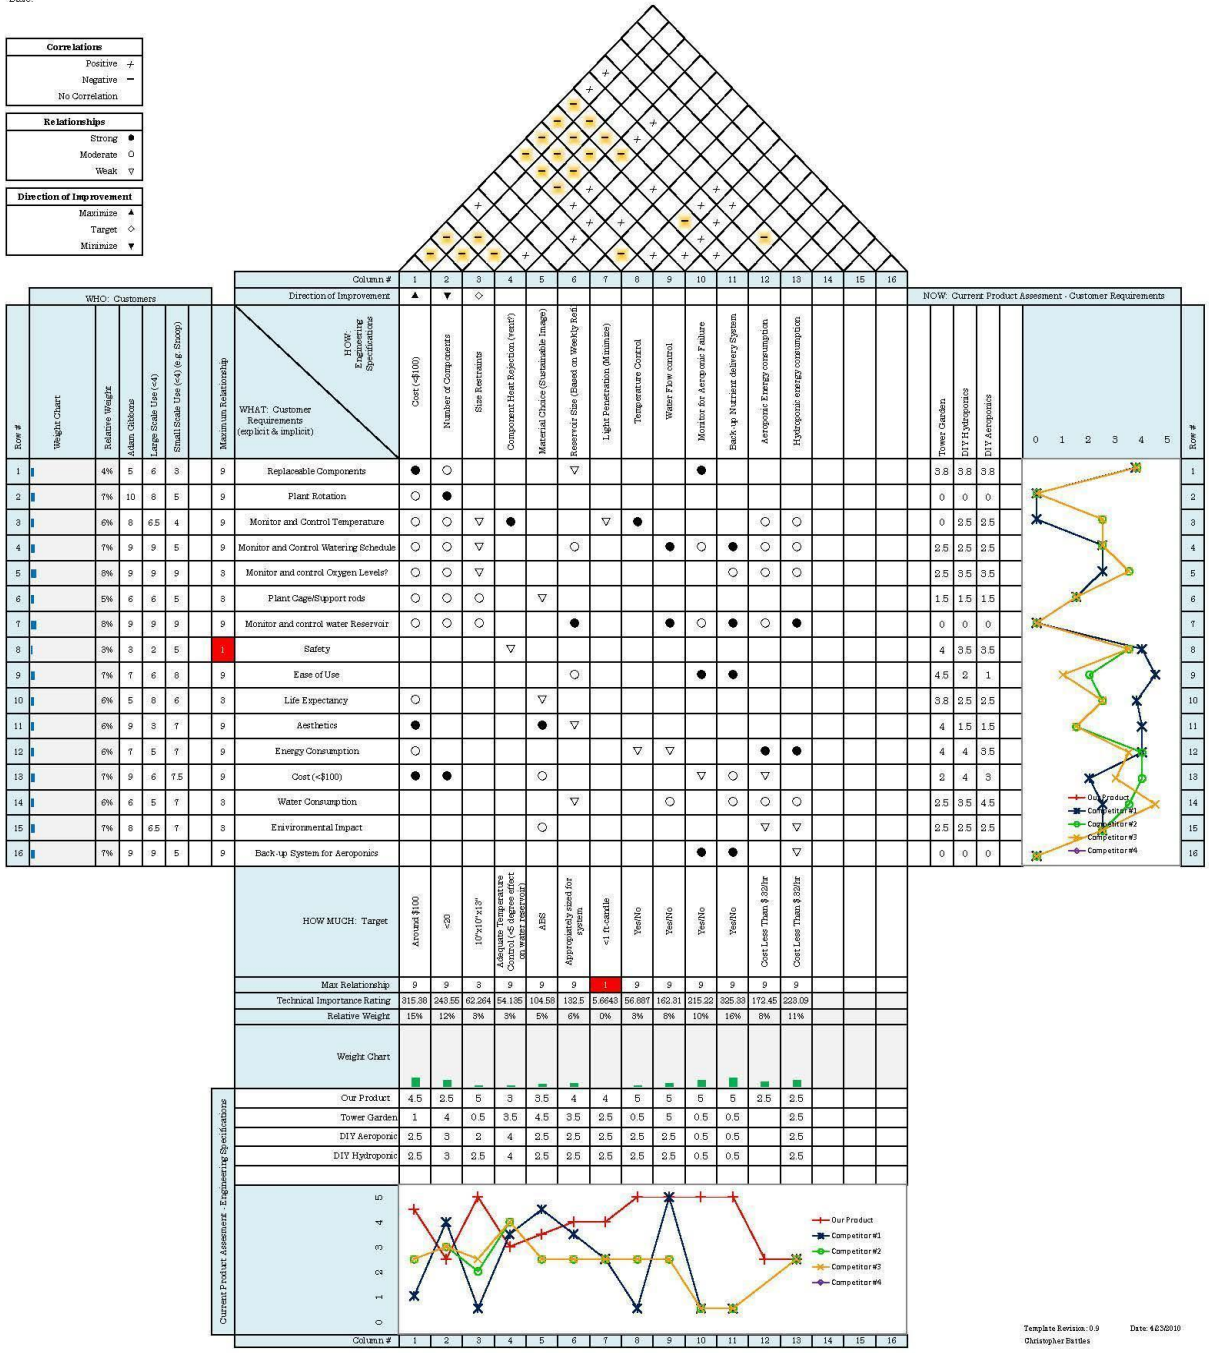 Date:
Correlations
Positive +
Negative −
No Correlation
Relationships
Strong ●
Moderate ○
Weak ▽
Direction of Improvement
Maximize ▲
Target ◇
Minimize ▼
Column # 1 2 3 4 5 6 7 8 9 10 11 12 13 14 15 16
WHO: Customers
Direction of Improvement ▲ ▼ ◇
NOW: Current Product Assesment - Customer Requirements
Row #
Weight Chart
Relative Weight
Adam Gibbons
Large Scale Use (<4)
Small Scale Use (<4) (e.g. Snoop)
Maximum Relationship
HOW:
Engineering
Specifications
WHAT: Customer
Requirements
(explicit & implicit)
Cost (<$100)
Number of Components
Size Restraints
Component Heat Rejection (vent?)
Material Choice (Sustainable Image)
Reservoir Size (Based on Weekly Refi
Light Penetration (Minimize)
Temperature Control
Water Flow control
Monitor for Aeroponic Failure
Back-up Nutrient delivery System
Aeroponic Energy consumption
Hydroponic energy consumption
Tower Garden
DIY Hydroponics
DIY Aeroponics
0 1 2 3 4 5
Row #
1 4% 5 6 3 9 Replaceable Components ● ○ ▽ ● 3.8 3.8 3.8 1
2 7% 10 8 5 9 Plant Rotation ○ ● 0 0 0 2
3 6% 8 6.5 4 9 Monitor and Control Temperature ○ ○ ▽ ● ▽ ● ○ ○ 0 2.5 2.5 3
4 7% 9 9 5 9 Monitor and Control Watering Schedule ○ ○ ▽ ○ ● ○ ● ○ ○ 2.5 2.5 2.5 4
5 8% 9 9 9 3 Monitor and control Oxygen Levels? ○ ○ ▽ ○ ○ ○ 2.5 3.5 3.5 5
6 5% 6 6 5 3 Plant Cage/Support rods ○ ○ ○ ▽ 1.5 1.5 1.5 6
7 8% 9 9 9 9 Monitor and control water Reservoir ○ ○ ○ ● ● ○ ● ○ ● 0 0 0 7
8 3% 3 2 5 1 Safety ▽ 4 3.5 3.5 8
9 7% 7 6 8 9 Ease of Use ○ ● ● 4.5 2 1 9
10 6% 5 8 6 3 Life Expectancy ○ ▽ 3.8 2.5 2.5 10
11 6% 9 3 7 9 Aesthetics ● ● ▽ 4 1.5 1.5 11
12 6% 7 5 7 9 Energy Consumption ○ ▽ ▽ ● ● 4 4 3.5 12
13 7% 9 6 7.5 9 Cost (<$100) ● ● ○ ▽ ○ ▽ 2 4 3 13
14 6% 6 5 7 3 Water Consumption ▽ ○ ○ ○ ○ 2.5 3.5 4.5 14
15 7% 8 6.5 7 3 Enivironmental Impact ○ ▽ ▽ 2.5 2.5 2.5 15
16 7% 9 9 5 9 Back-up System for Aeroponics ● ● ▽ 0 0 0 16
Our Product
Competitor #1
Competitor #2
Competitor #3
Competitor #4
HOW MUCH: Target
Around $100
<20
10"x10"x13"
Adequate Temperature
Control (<5 degree effect
on water reservoir)
ABS
Appropiately sized for
system
<1 ft-candle
Yes/No
Yes/No
Yes/No
Yes/No
Cost Less Than $.32/hr
Cost Less Than $.32/hr
Max Relationship 9 9 3 9 9 9 1 9 9 9 9 9 9
Technical Importance Rating 315.38 243.55 62.264 54.135 104.58 132.5 5.6643 56.887 162.31 215.22 325.33 172.45 223.09
Relative Weight 15% 12% 3% 3% 5% 6% 0% 3% 8% 10% 16% 8% 11%
Weight Chart
Current Product Assesment - Engineering Specifications
Our Product 4.5 2.5 5 3 3.5 4 4 5 5 5 5 2.5 2.5
Tower Garden 1 4 0.5 3.5 4.5 3.5 2.5 0.5 5 0.5 0.5 2.5
DIY Aeroponic 2.5 3 2 4 2.5 2.5 2.5 2.5 2.5 0.5 0.5 2.5
DIY Hydroponic 2.5 3 2.5 4 2.5 2.5 2.5 2.5 2.5 0.5 0.5 2.5
5
4
3
2
1
0
Our Product
Competitor #1
Competitor #2
Competitor #3
Competitor #4
Column # 1 2 3 4 5 6 7 8 9 10 11 12 13 14 15 16
Template Revision: 0.9 Date: 4/23/2010
Christopher Battles